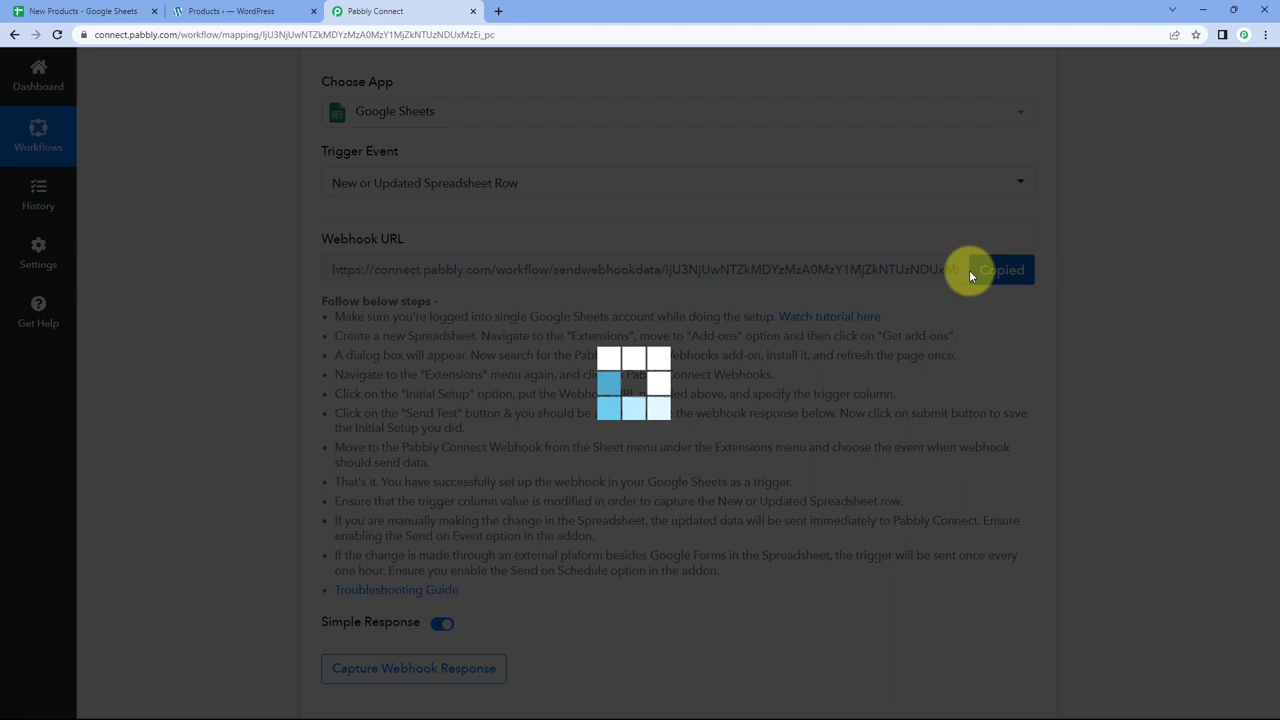 New Products - Google Sheets
Products ‹ — WordPress
Pabbly Connect
connect.pabbly.com/workflow/mapping/IjU3NjUwNTZkMDYzMzA0MzY1MjZkNTUzNDUxMzEi_pc
Dashboard
Workflows
History
Settings
Get Help
Choose App
Google Sheets
Trigger Event
New or Updated Spreadsheet Row
Webhook URL
https://connect.pabbly.com/workflow/sendwebhookdata/IjU3NjUwNTZkMDYzMzA0MzY1MjZkNTUzNDUxMz
Copied
Follow below steps -
• Make sure you're logged into single Google Sheets account while doing the setup. Watch tutorial here
• Create a new Spreadsheet. Navigate to the "Extensions", move to "Add-ons" option and then click on "Get add-ons".
• A dialog box will appear. Now search for the Pab ebhooks add-on, install it, and refresh the page once.
• Navigate to the "Extensions" menu again, and cli Pab onnect Webhooks.
• Click on the "Initial Setup" option, put the Webh ed above, and specify the trigger column.
• Click on the "Send Test" button & you should be the webhook response below. Now click on submit button to save
the Initial Setup you did.
• Move to the Pabbly Connect Webhook from the Sheet menu under the Extensions menu and choose the event when webhook
should send data.
• That's it. You have successfully set up the webhook in your Google Sheets as a trigger.
• Ensure that the trigger column value is modified in order to capture the New or Updated Spreadsheet row.
• If you are manually making the change in the Spreadsheet, the updated data will be sent immediately to Pabbly Connect. Ensure
enabling the Send on Event option in the addon.
• If the change is made through an external plaform besides Google Forms in the Spreadsheet, the trigger will be sent once every
one hour. Ensure you enable the Send on Schedule option in the addon.
• Troubleshooting Guide
Simple Response
Capture Webhook Response